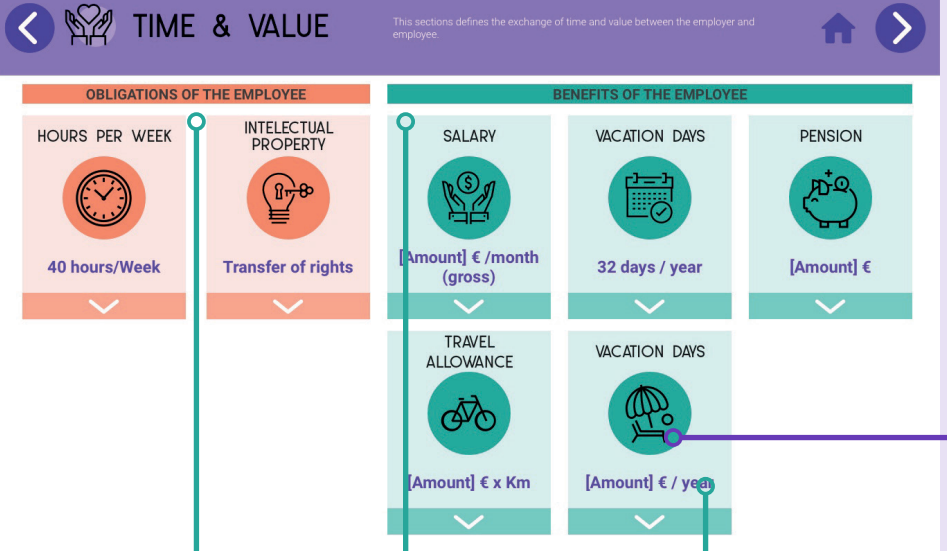 TIME & VALUE
This sections defines the exchange of time and value between the employer and
employee.
OBLIGATIONS OF THE EMPLOYEE
HOURS PER WEEK
40 hours/Week
INTELECTUAL
PROPERTY
Transfer of rights
BENEFITS OF THE EMPLOYEE
SALARY
[Amount] € /month
(gross)
VACATION DAYS
32 days / year
PENSION
[Amount] €
TRAVEL
ALLOWANCE
[Amount] € x Km
VACATION DAYS
[Amount] € / year